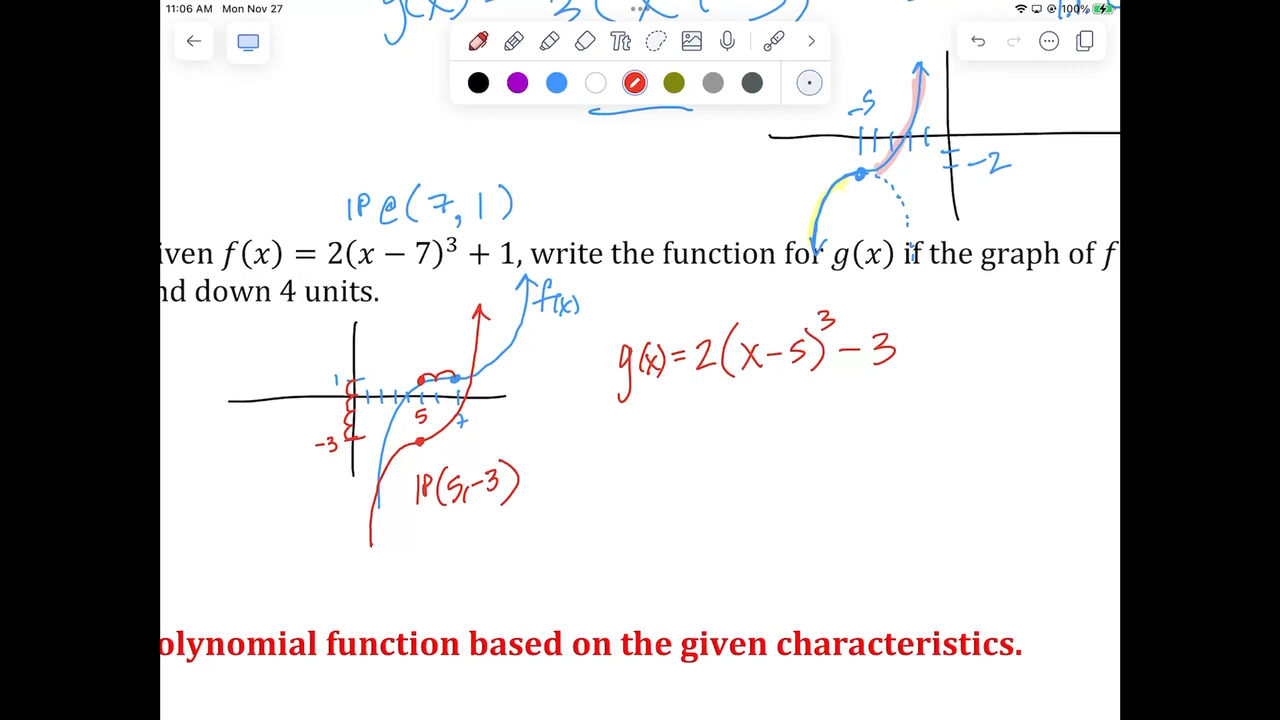 11:06 AM Mon Nov 27
100%
Tt
-5
-2
IP@(7,1)
iven f(x) = 2(x − 7)³ + 1, write the function for g(x) if the graph of f
nd down 4 units.
f(x)
g(x)=2(x-5)³-3
1
5
7
-3
IP(5,-3)
olynomial function based on the given characteristics.